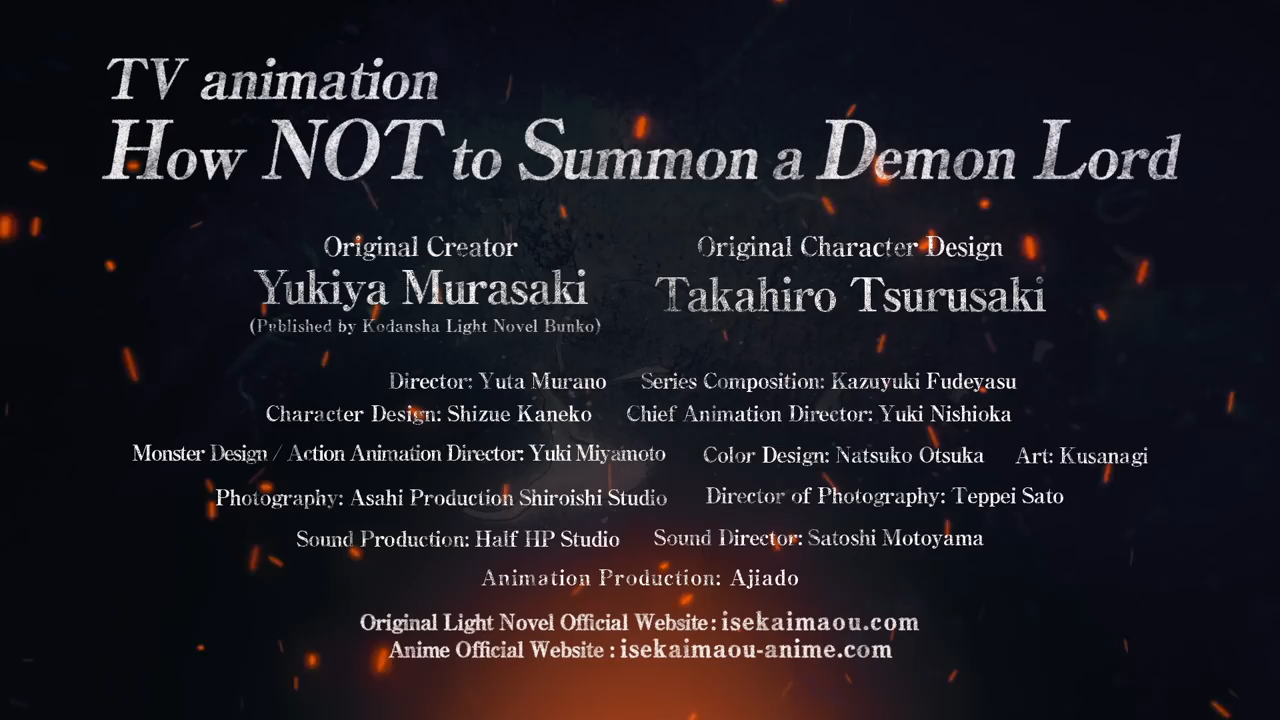 TV animation
How NOT to Summon a Demon Lord
Original Creator
Yukiya Murasaki
(Published by Kodansha Light Novel Bunko)
Original Character Design
Takahiro Tsurusaki
Director: Yuta Murano Series Composition: Kazuyuki Fudeyasu
Character Design: Shizue Kaneko Chief Animation Director: Yuki Nishioka
Monster Design / Action Animation Director: Yuki Miyamoto Color Design: Natsuko Otsuka Art: Kusanagi
Photography: Asahi Production Shiroishi Studio Director of Photography: Teppei Sato
Sound Production: Half HP Studio Sound Director: Satoshi Motoyama
Animation Production: Ajiado
Original Light Novel Official Website: isekaimaou.com
Anime Official Website : isekaimaou-anime.com